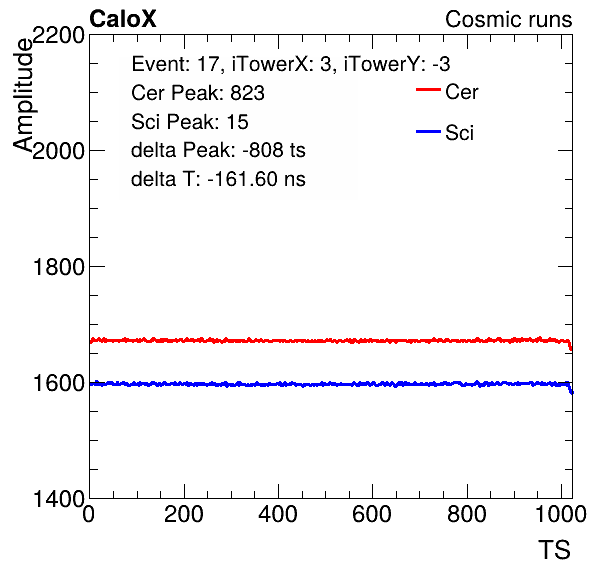 CaloX Cosmic runs
Event: 17, iTowerX: 3, iTowerY: -3
Cer Peak: 823
Sci Peak: 15
delta Peak: -808 ts
delta T: -161.60 ns
Cer
Sci
Amplitude
2200
2000
1800
1600
1400
0 200 400 600 800 1000
TS